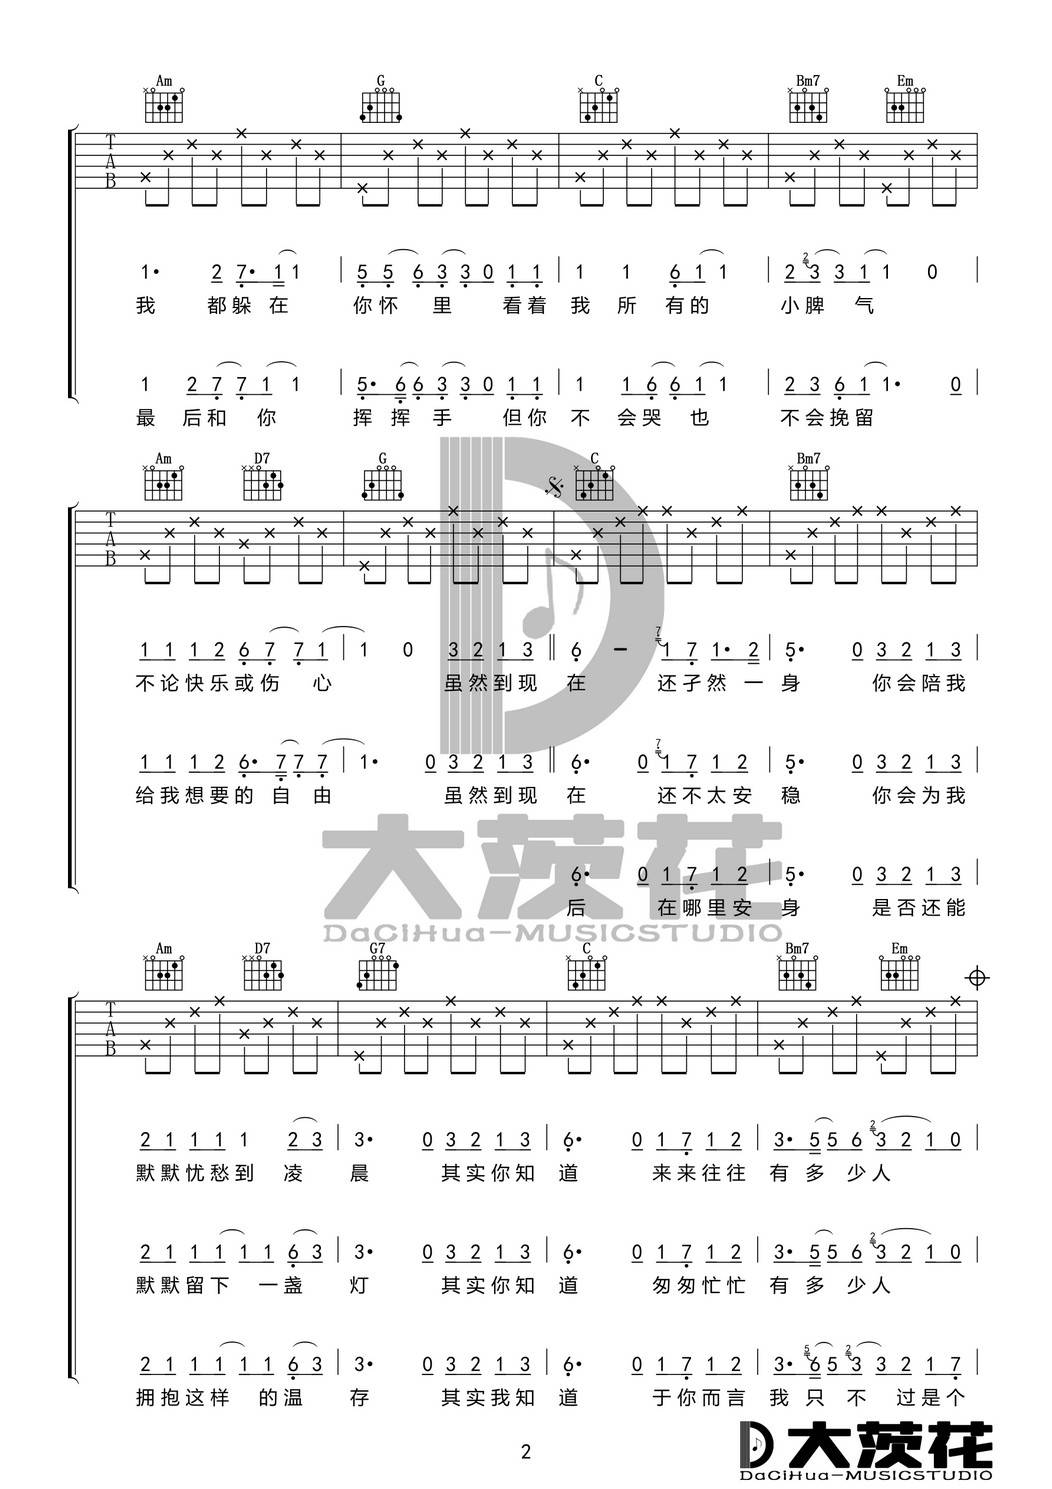 Am G C Bm7 Em
T
A
B
1· 2 7· 1 1 | 5 5 6 3 3 0 1 1 | 1 1 6 1 1 | 2 2 3 3 1 1 0 |
我 都躲在 你怀里 看着我所有的 小脾气
1 2 7 7 1 1 | 5· 6 6 3 3 0 1 1 | 1 1 6 6 1 1 | 2 3 6 1 1· 0
最后和你 挥挥手 但你不会哭也 不会挽留
Am D7 G C Bm7
T
A
B
1 1 1 2 6 7 7 1 | 1 0 3 2 1 3 || 6 – 7 1 7 1· 2 | 5· 0 3 2 1 3 |
不论快乐或伤心 虽然到现在 还孑然一身 你会陪我
1 1 1 2 6· 7 7 7 | 1· 0 3 2 1 3 || 6· 0 7 1 7 1 2 | 5· 0 3 2 1 3 |
给我想要的自由 虽然到现在 还不太安稳 你会为我
6· 0 1 7 1 2 | 5· 0 3 2 1 3 |
后 在哪里安身 是否还能
大茨花
DaCiHua-MUSICSTUDIO
Am D7 G7 C Bm7 Em
T
A
B
2 1 1 1 1 2 3 | 3· 0 3 2 1 3 | 6· 0 1 7 1 2 | 3· 5 5 6 2 3 2 1 0 |
默默忧愁到凌晨 其实你知道 来来往往有多少人
2 1 1 1 1 1 6 3 | 3· 0 3 2 1 3 | 6· 0 1 7 1 2 | 3· 5 5 6 2 3 2 1 0 |
默默留下一盏灯 其实你知道 匆匆忙忙有多少人
2 1 1 1 1 1 6 3 | 3· 0 3 2 1 3 | 6· 0 1 7 1 2 | 3· 5 6 5 2 3 3 2 1 7 |
拥抱这样的温存 其实我知道 于你而言我只不过是个
2
大茨花
DaCiHua-MUSICSTUDIO